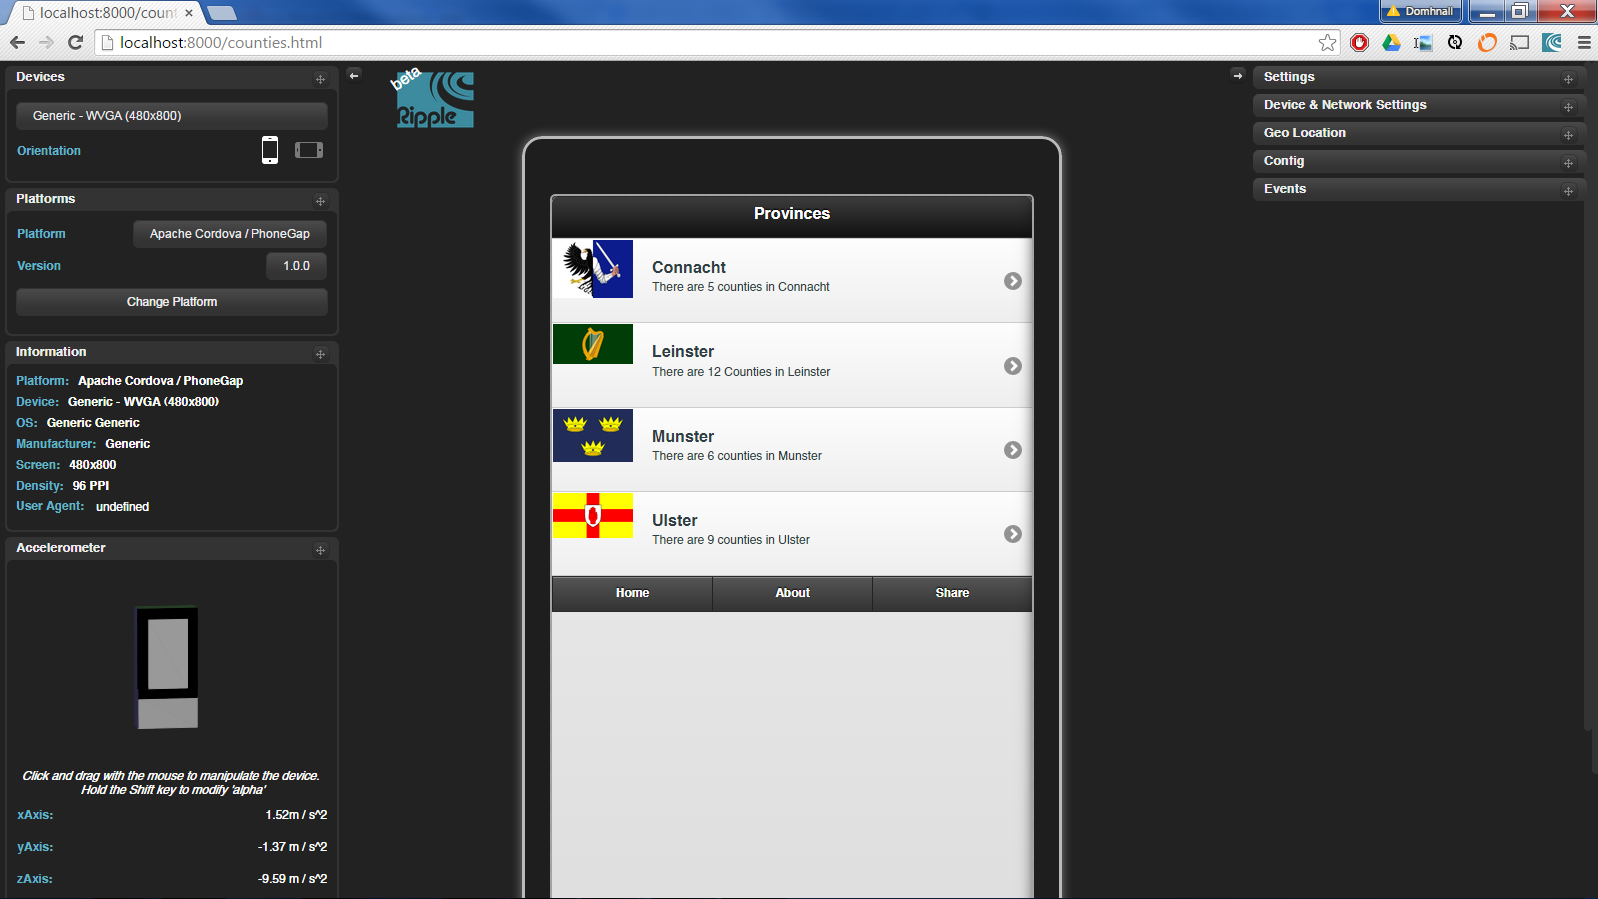 localhost:8000/count
Domhnall
localhost:8000/counties.html
Devices
Generic - WVGA (480x800)
Orientation
Platforms
Platform
Apache Cordova / PhoneGap
Version
1.0.0
Change Platform
Information
Platform: Apache Cordova / PhoneGap
Device: Generic - WVGA (480x800)
OS: Generic Generic
Manufacturer: Generic
Screen: 480x800
Density: 96 PPI
User Agent: undefined
Accelerometer
Click and drag with the mouse to manipulate the device.
Hold the Shift key to modify 'alpha'
xAxis: 1.52m / s^2
yAxis: -1.37 m / s^2
zAxis: -9.59 m / s^2
beta
Ripple
Provinces
Connacht
There are 5 counties in Connacht
Leinster
There are 12 Counties in Leinster
Munster
There are 6 counties in Munster
Ulster
There are 9 counties in Ulster
Home About Share
Settings
Device & Network Settings
Geo Location
Config
Events